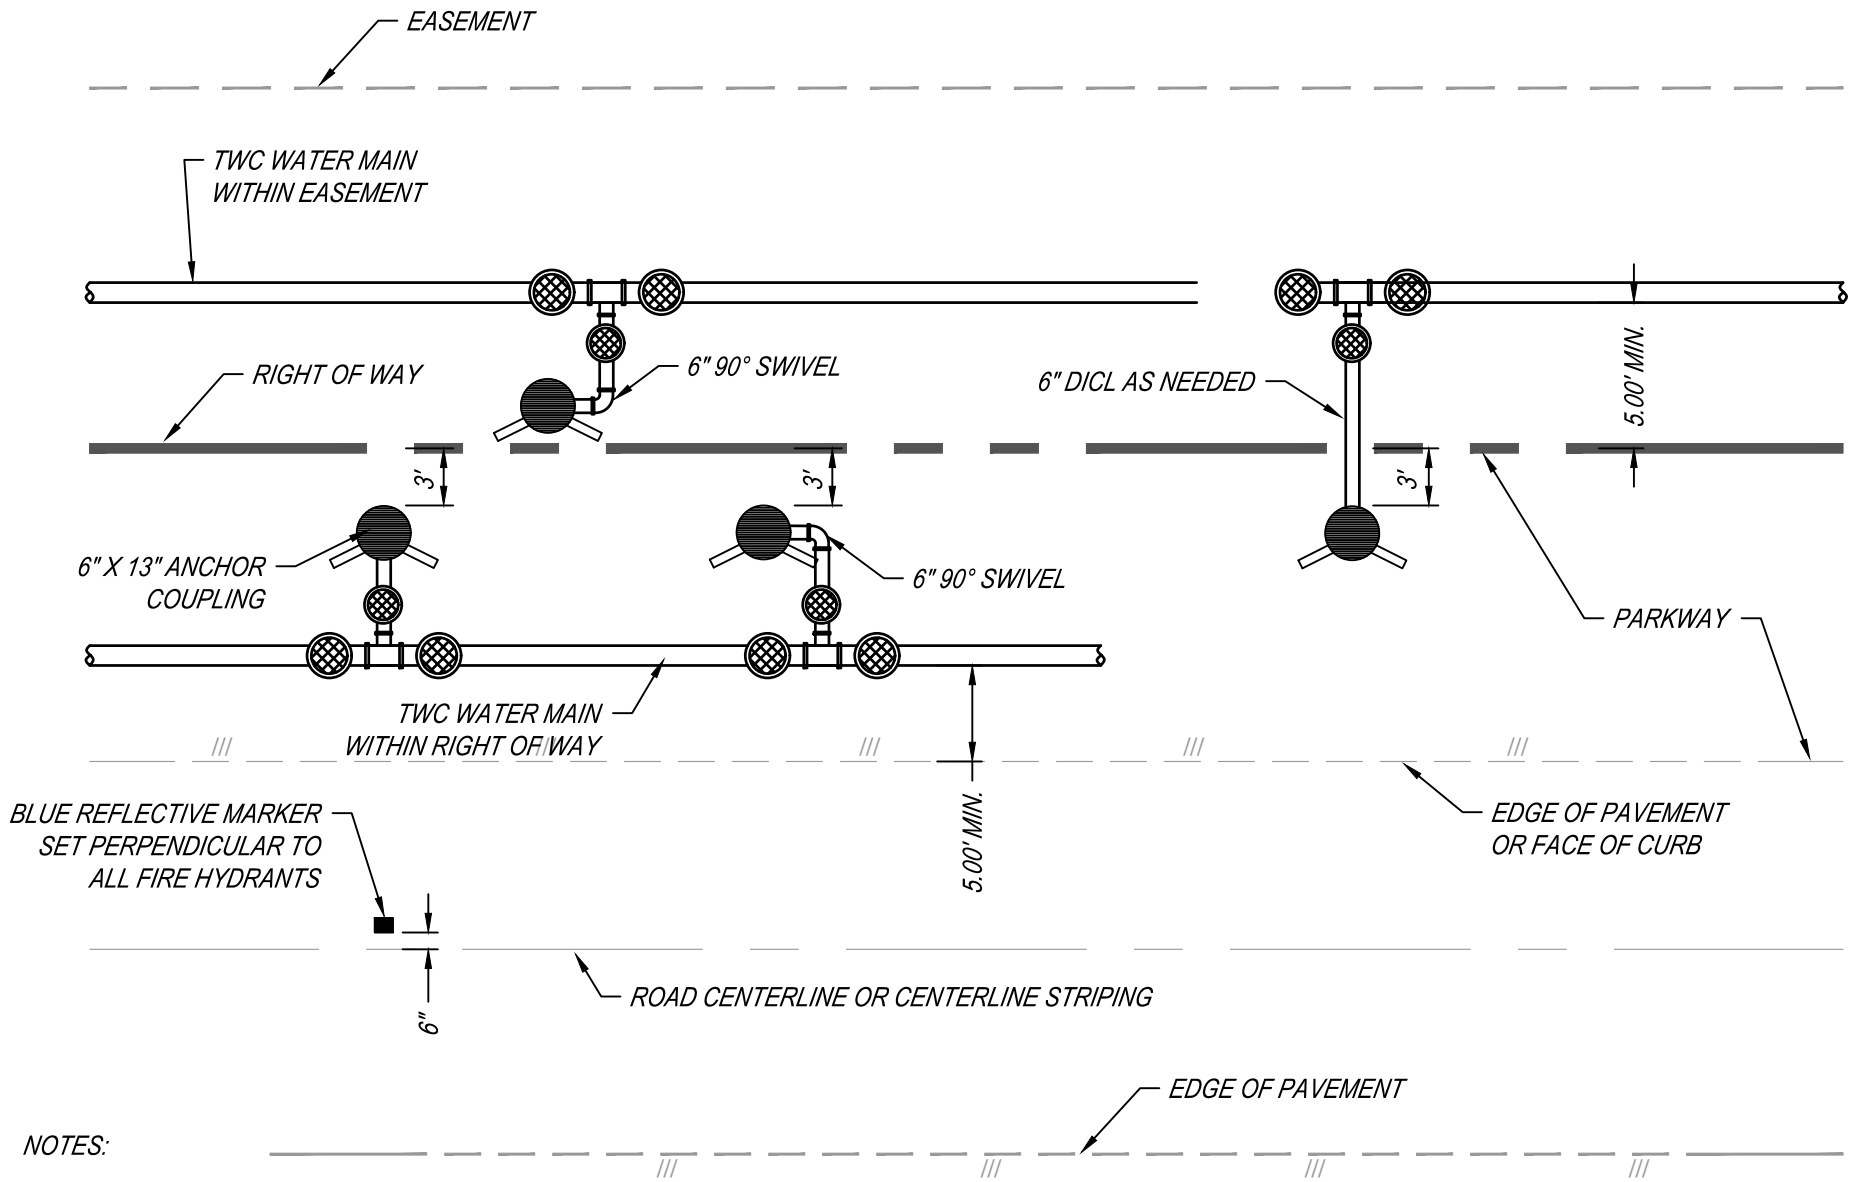 EASEMENT
TWC WATER MAIN
WITHIN EASEMENT
RIGHT OF WAY
6" 90° SWIVEL
6" DICL AS NEEDED
5.00' MIN.
3'
3'
3'
6" X 13" ANCHOR
COUPLING
6" 90° SWIVEL
PARKWAY
TWC WATER MAIN
WITHIN RIGHT OF WAY
BLUE REFLECTIVE MARKER
SET PERPENDICULAR TO
ALL FIRE HYDRANTS
5.00' MIN.
EDGE OF PAVEMENT
OR FACE OF CURB
6"
ROAD CENTERLINE OR CENTERLINE STRIPING
EDGE OF PAVEMENT
NOTES: